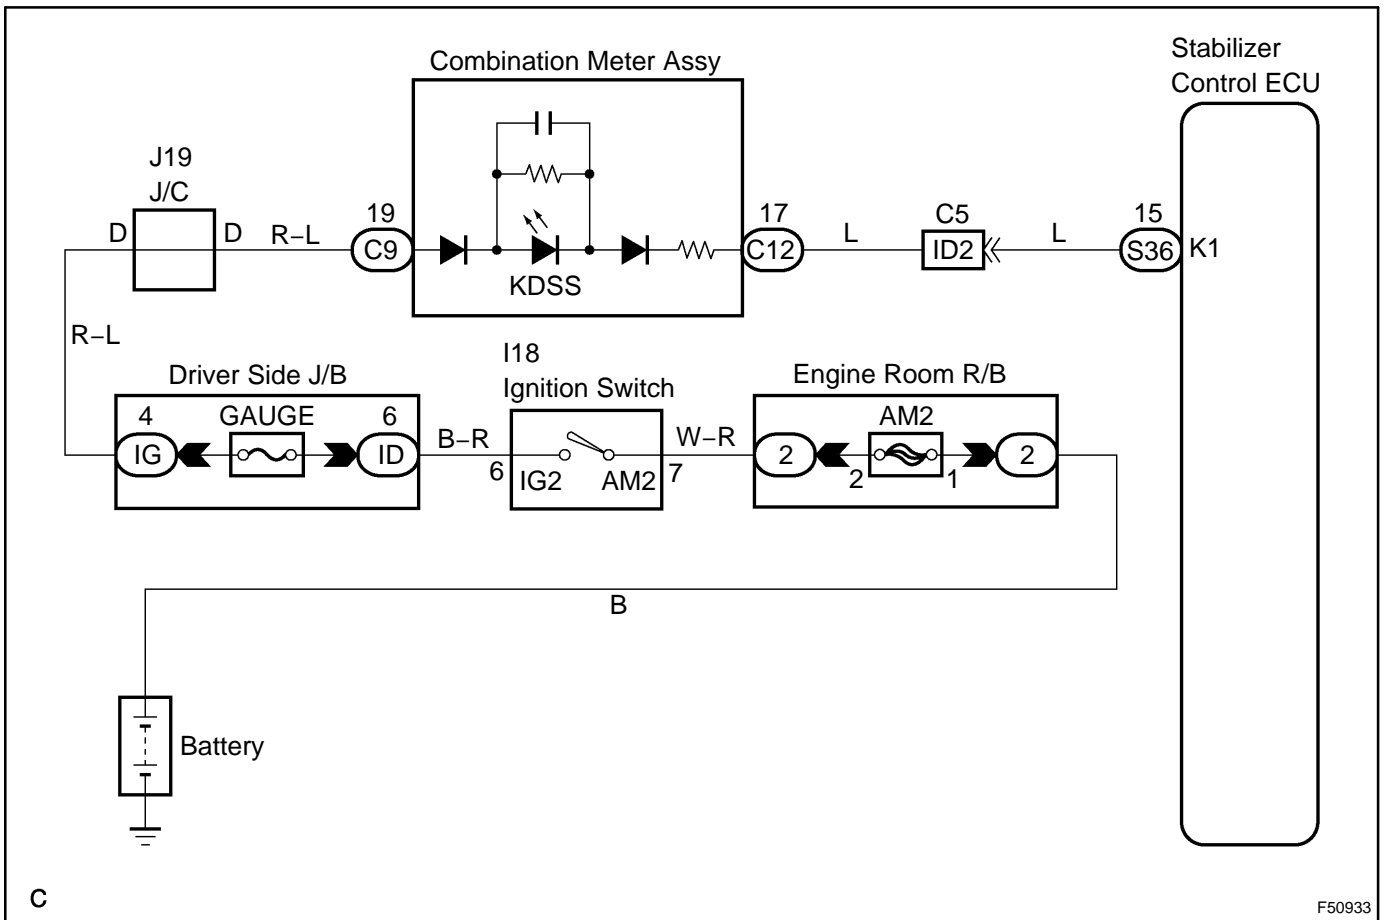 Stabilizer
Control ECU
Combination Meter Assy
J19
J/C
D
D
R–L
19
C9
KDSS
17
C12
L
C5
ID2
L
15
S36
K1
R–L
Driver Side J/B
4
GAUGE
6
IG
ID
B–R
I18
Ignition Switch
6
IG2
AM2
7
W–R
Engine Room R/B
AM2
2
2
1
2
B
Battery
C
F50933